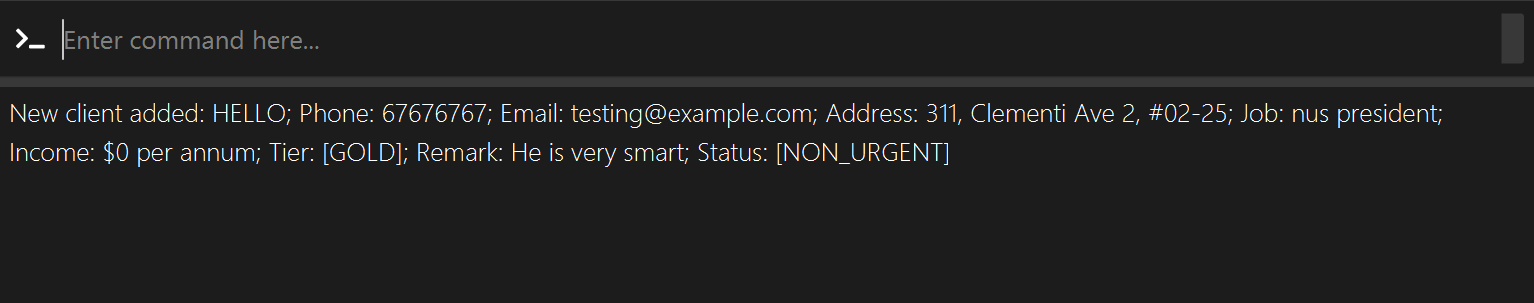 Enter command here...
New client added: HELLO; Phone: 67676767; Email: testing@example.com; Address: 311, Clementi Ave 2, #02-25; Job: nus president;
Income: $0 per annum; Tier: [GOLD]; Remark: He is very smart; Status: [NON_URGENT]